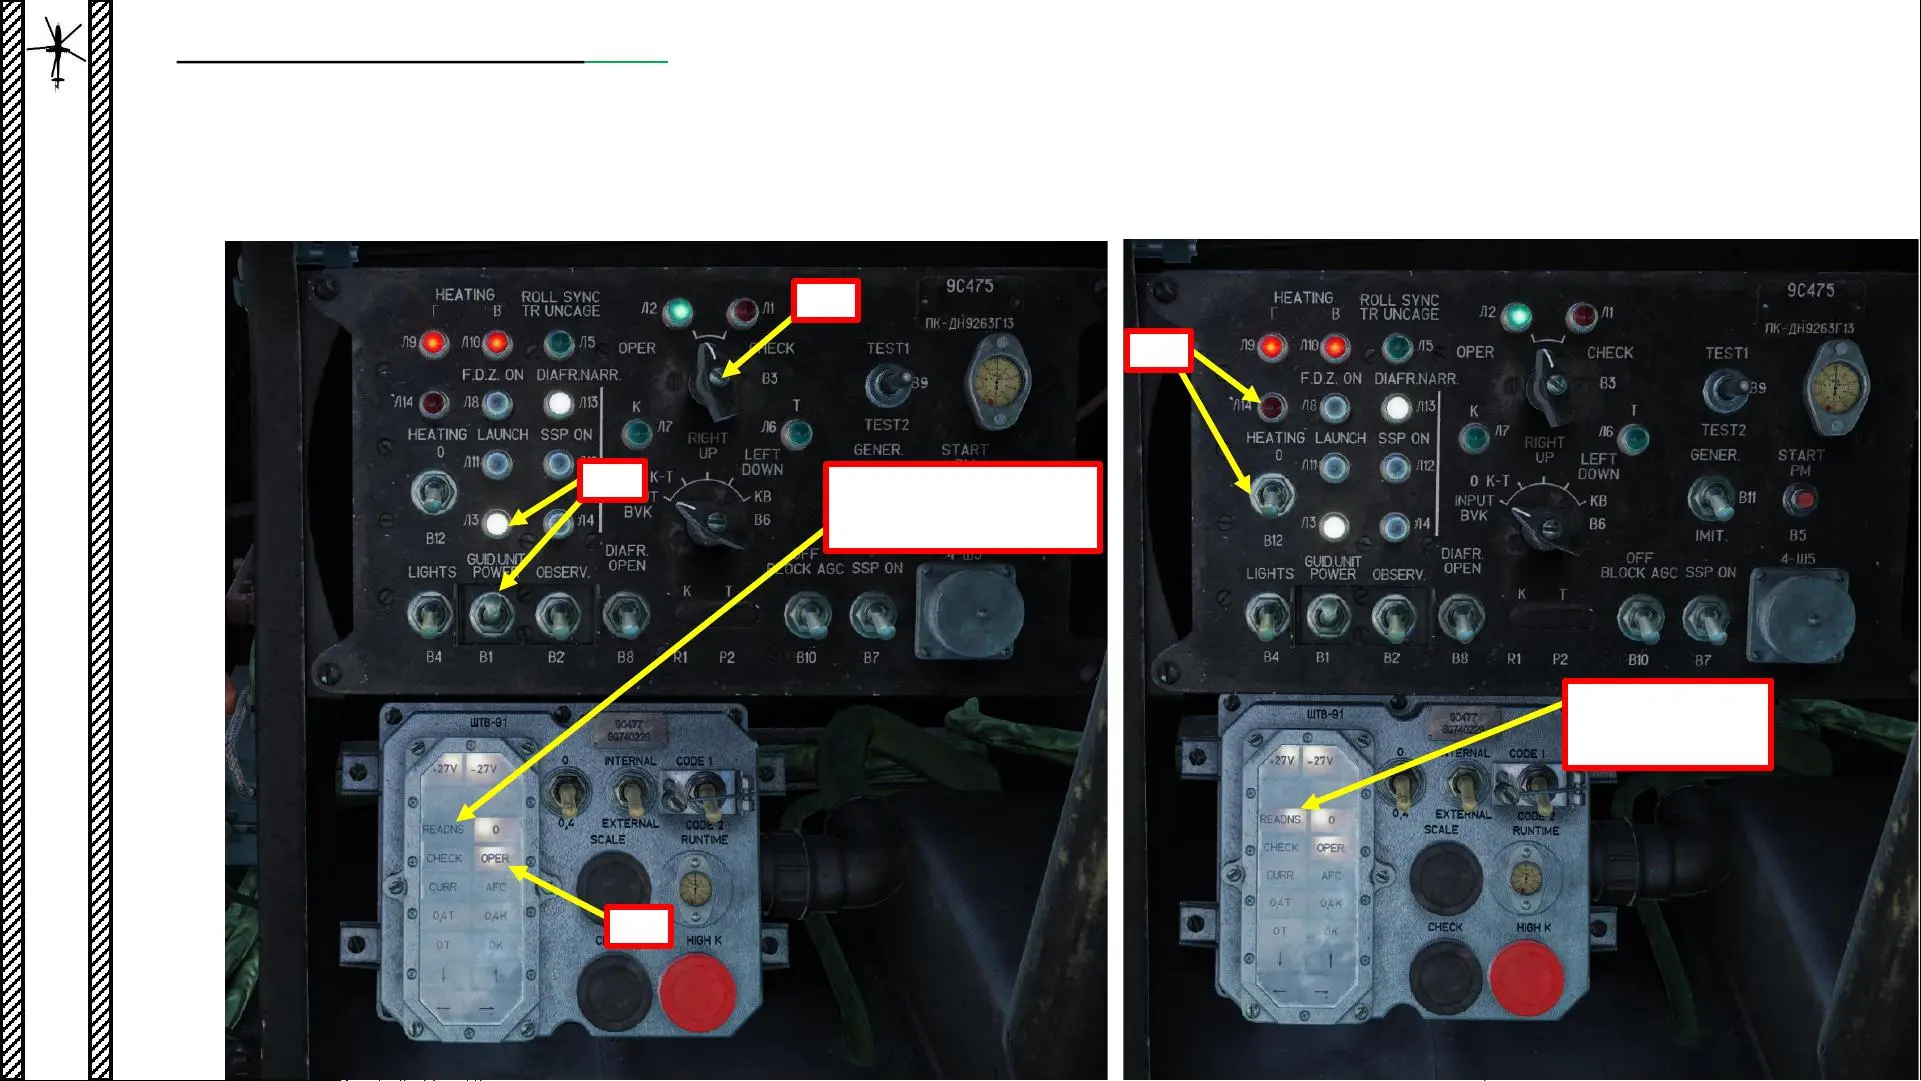 HEATING
Г
В
ROLL SYNC
TR UNCAGE
Л2
Л1
9С475
ПК-ДН9263Г13
Л9
Л10
Л5
OPER
CHECK
TEST1
F.D.Z. ON
DIAFR.NARR.
B3
B9
Л14
Л8
Л13
K
T
TEST2
HEATING
LAUNCH
SSP ON
Л7
RIGHT
UP
Л6
LEFT
DOWN
GENER.
START
0
Л11
K-T
KB
BVK
B6
Л3
Л4
B12
GUID.UNIT
POWER
DIAFR.
OPEN
OFF
BLOCK AGC
SSP ON
4-Ш5
LIGHTS
OBSERV.
K
T
B4
B1
B2
B8
R1
P2
B10
B7
ШТВ-91
9С477
+27V
-27V
0
INTERNAL
CODE 1
READNS
0
0,4
EXTERNAL
CODE 2
SCALE
RUNTIME
CHECK
OPER
CURR
AFC
0,4T
0,4K
OT
OK
HIGH K
↓
↑
←
→
HEATING
Г
В
ROLL SYNC
TR UNCAGE
Л2
Л1
9С475
ПК-ДН9263Г13
Л9
Л10
Л5
OPER
CHECK
TEST1
F.D.Z. ON
DIAFR.NARR.
B3
B9
Л14
Л8
Л13
K
T
TEST2
HEATING
LAUNCH
SSP ON
Л7
RIGHT
UP
Л6
LEFT
DOWN
GENER.
START
PM
0
Л11
Л12
0 K-T
INPUT
BVK
KB
B6
B11
Л3
Л4
B12
IMIT.
B5
GUID.UNIT
POWER
DIAFR.
OPEN
OFF
BLOCK AGC
SSP ON
4-Ш5
LIGHTS
OBSERV.
K
T
B4
B1
B2
B8
R1
P2
B10
B7
ШТВ-91
9С477
+27V
-27V
0
INTERNAL
CODE 1
READNS
0
0,4
EXTERNAL
CODE 2
SCALE
RUNTIME
CHECK
OPER
CURR
AFC
0,4T
0,4K
OT
OK
CHECK
HIGH K
↓
↑
←
→